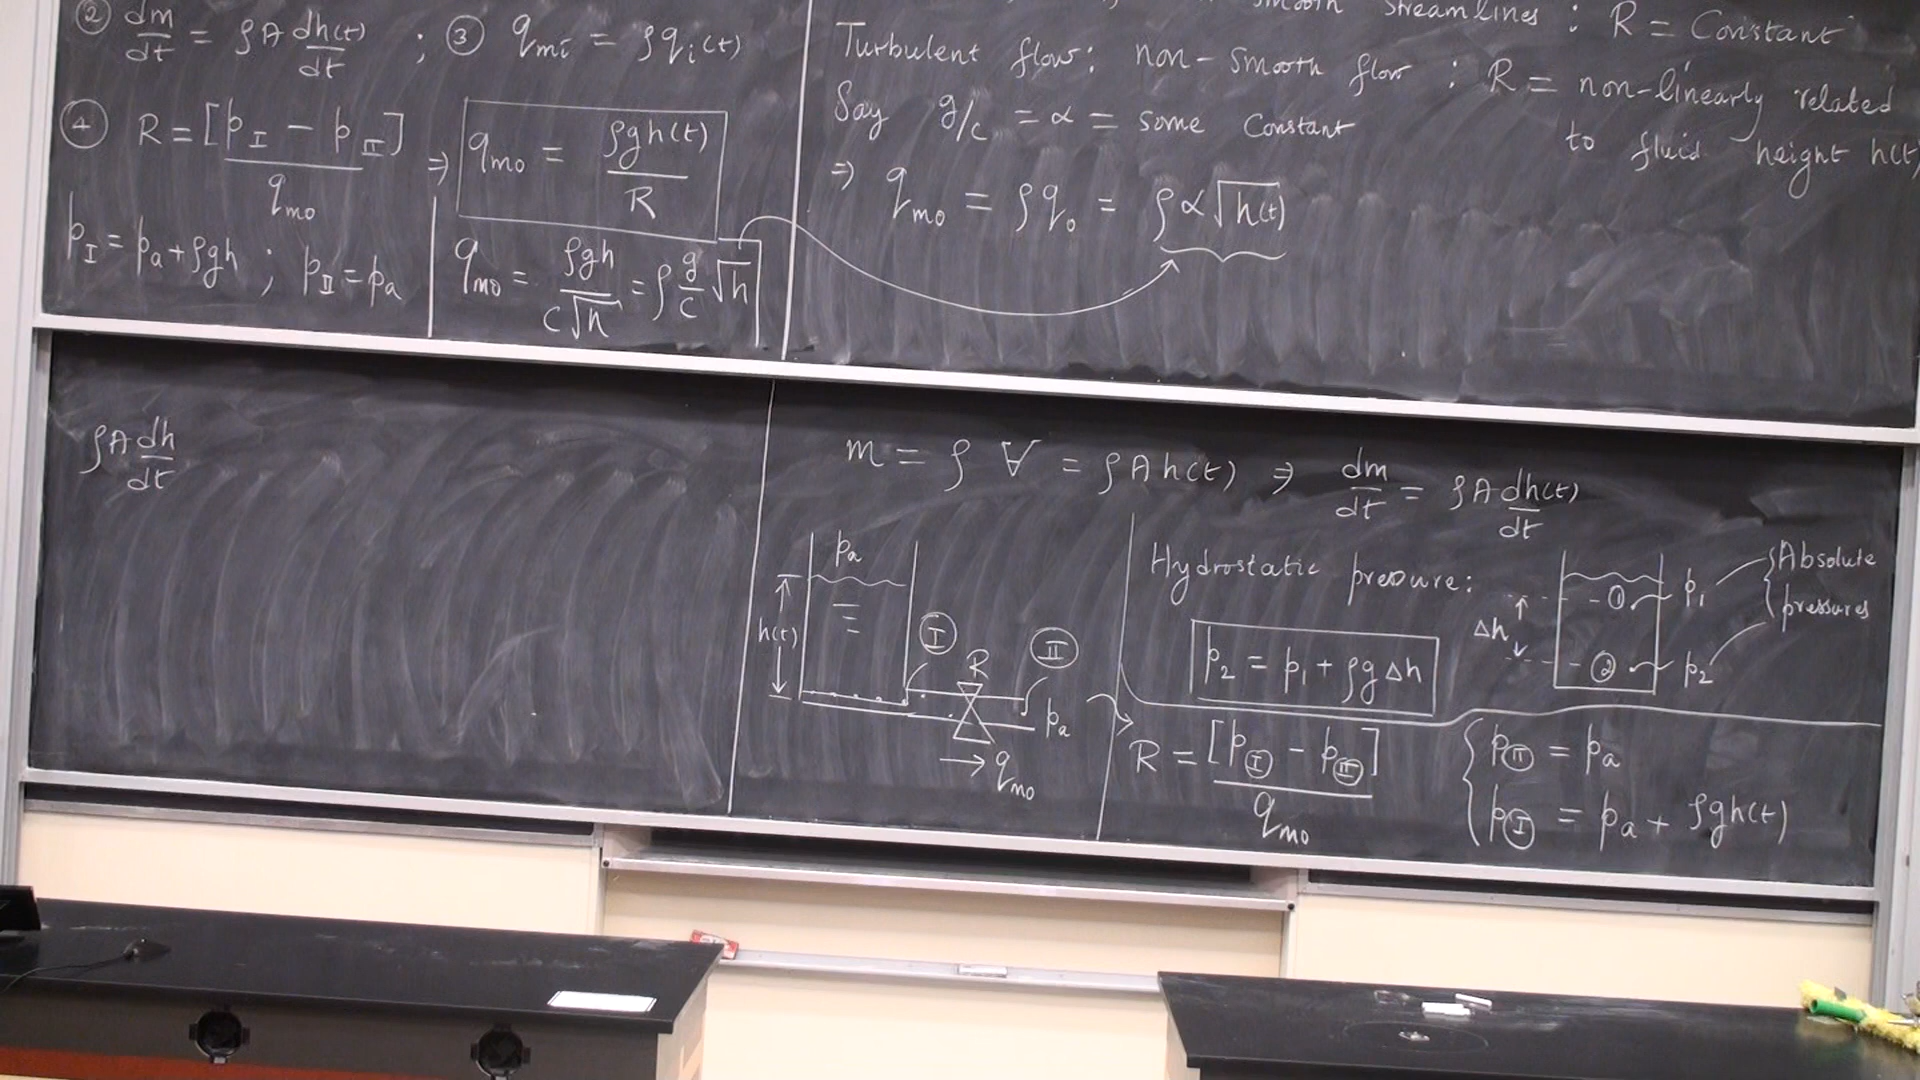 ② dm/dt = ρA dh(t)/dt ; ③ q_mi = ρq_i(t)
④ R = [p_I − p_II]/q_mo ⇒ q_mo = ρgh(t)/R
p_I = p_a + ρgh ; p_II = p_a
q_mo = ρgh/(c√h) = ρ g/c √h
smooth streamlines : R = Constant
Turbulent flow : non-smooth flow : R = non-linearly related
to fluid height h(t)
Say g/c = α = some Constant
⇒ q_mo = ρq_o = ρα√h(t)
ρA dh/dt
m = ρ V = ρAh(t) ⇒ dm/dt = ρA dh(t)/dt
p_a
h(t)
I
II
R
p_a
→ q_mo
Hydrostatic pressure :
p_2 = p_1 + ρgΔh
Δh
① p_1
② p_2
Absolute
pressures
R = [p_I − p_II]/q_mo
p_II = p_a
p_I = p_a + ρgh(t)